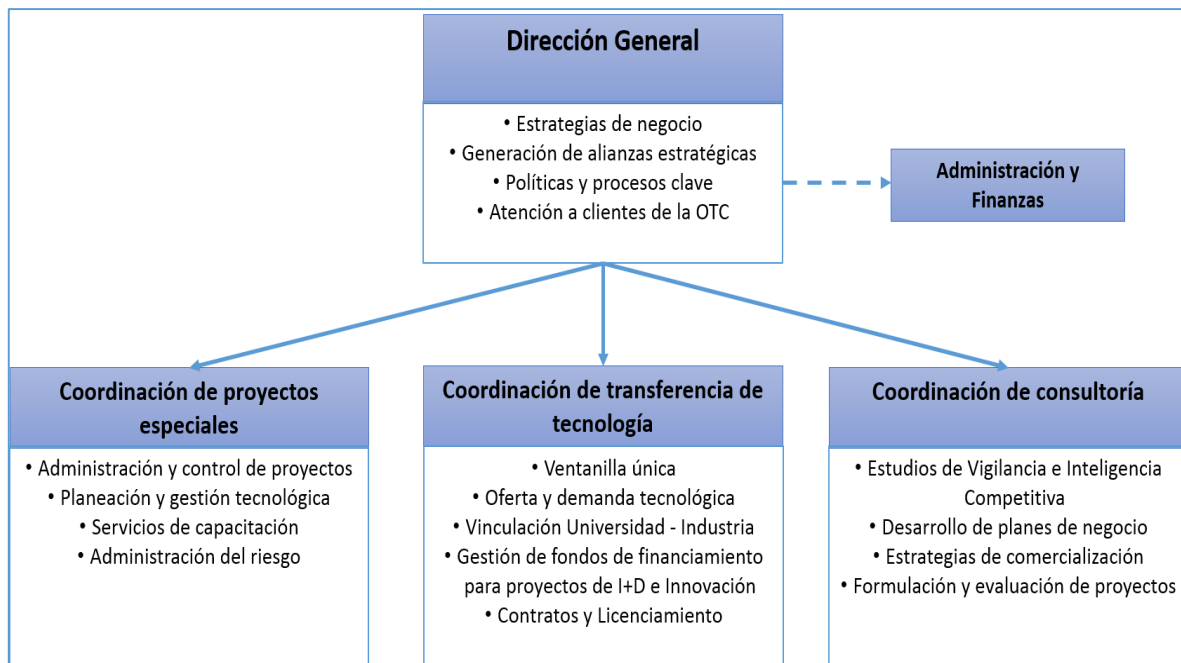 Dirección General
• Estrategias de negocio
• Generación de alianzas estratégicas
• Políticas y procesos clave
• Atención a clientes de la OTC
Administración y
Finanzas
Coordinación de proyectos
especiales
• Administración y control de proyectos
• Planeación y gestión tecnológica
• Servicios de capacitación
• Administración del riesgo
Coordinación de transferencia de
tecnología
• Ventanilla única
• Oferta y demanda tecnológica
• Vinculación Universidad - Industria
• Gestión de fondos de financiamiento
para proyectos de I+D e Innovación
• Contratos y Licenciamiento
Coordinación de consultoría
• Estudios de Vigilancia e Inteligencia
Competitiva
• Desarrollo de planes de negocio
• Estrategias de comercialización
• Formulación y evaluación de proyectos